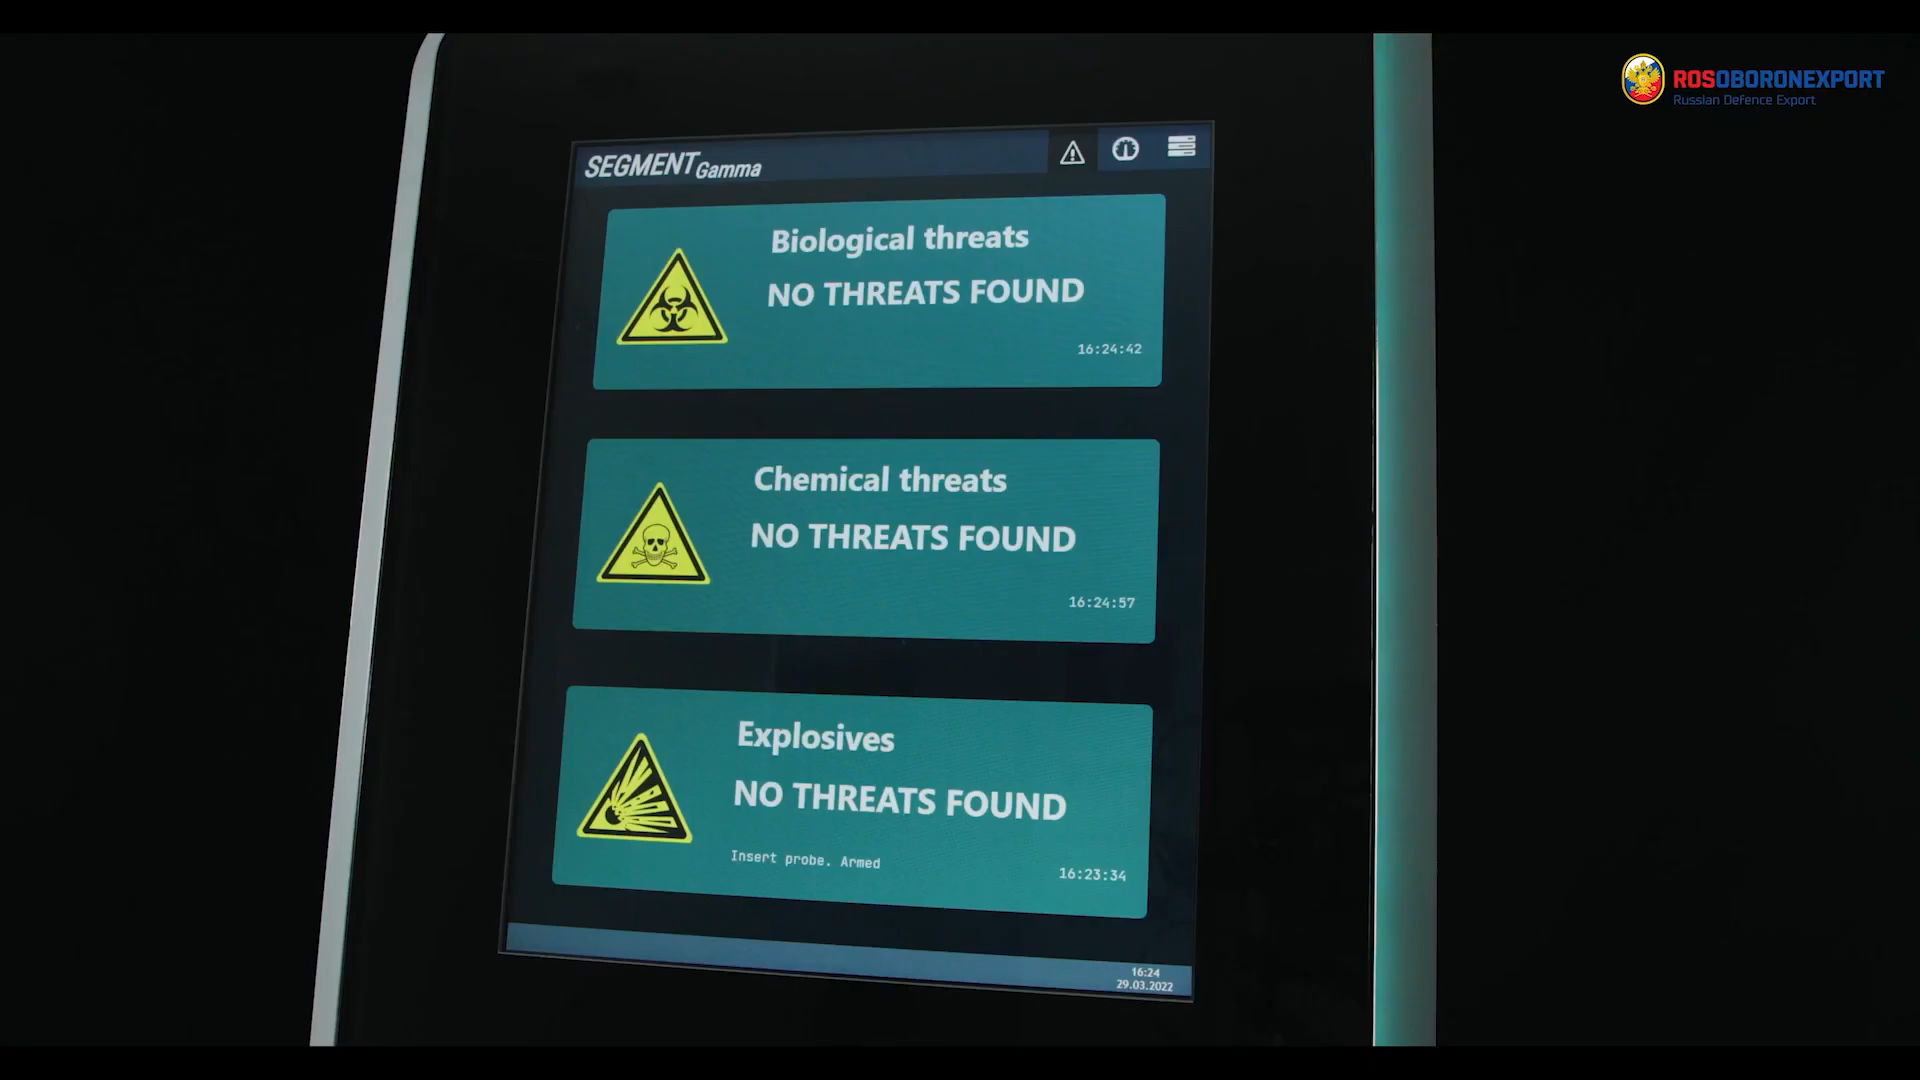 ROSOBORONEXPORT
Russian Defence Export
SEGMENT Gamma
Biological threats
NO THREATS FOUND
16:24:42
Chemical threats
NO THREATS FOUND
16:24:57
Explosives
NO THREATS FOUND
Insert probe. Armed
16:23:34
16:24
29.03.2022